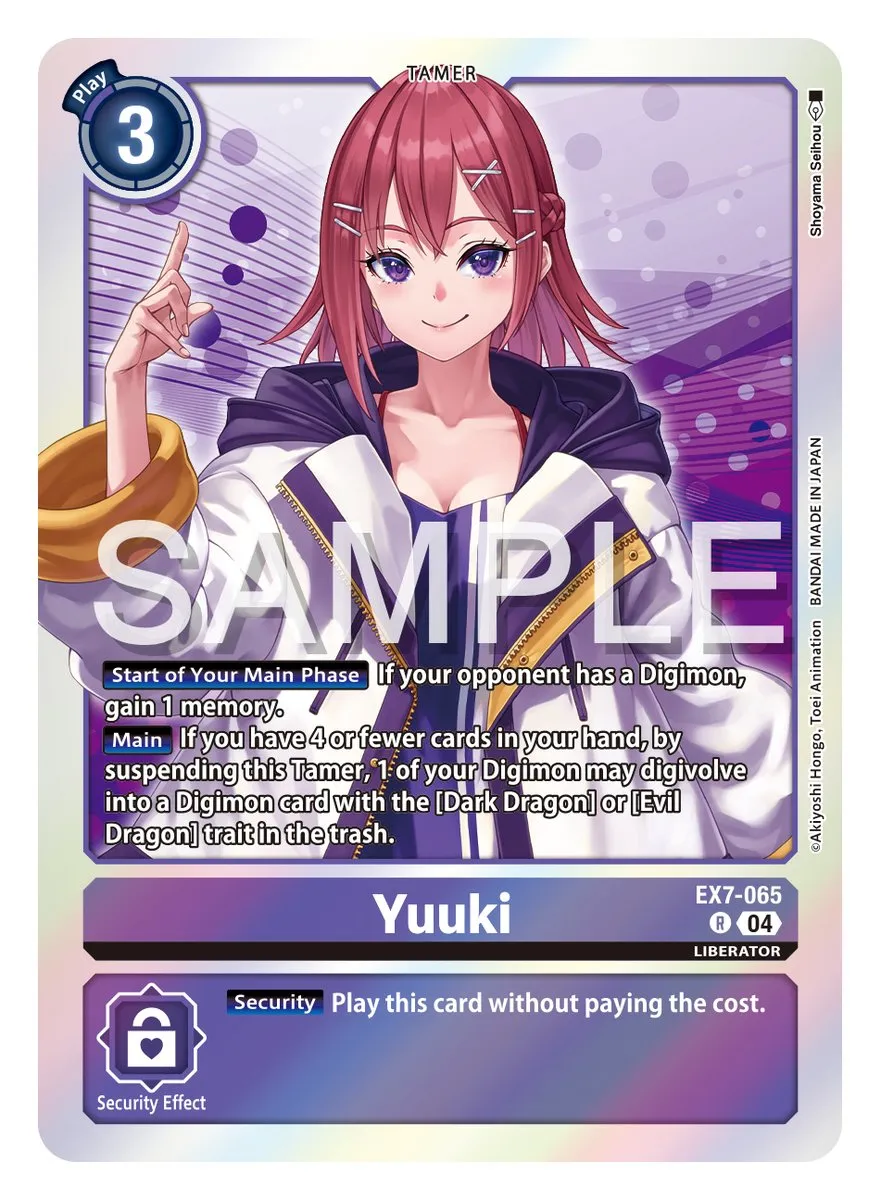 TAMER
Play
3
Shoyama Seihou
SAMPLE
Start of Your Main Phase If your opponent has a Digimon,
gain 1 memory.
Main If you have 4 or fewer cards in your hand, by
suspending this Tamer, 1 of your Digimon may digivolve
into a Digimon card with the [Dark Dragon] or [Evil
Dragon] trait in the trash.
©Akiyoshi Hongo, Toei Animation BANDAI MADE IN JAPAN
Yuuki
EX7-065
R 04
LIBERATOR
Security Play this card without paying the cost.
Security Effect